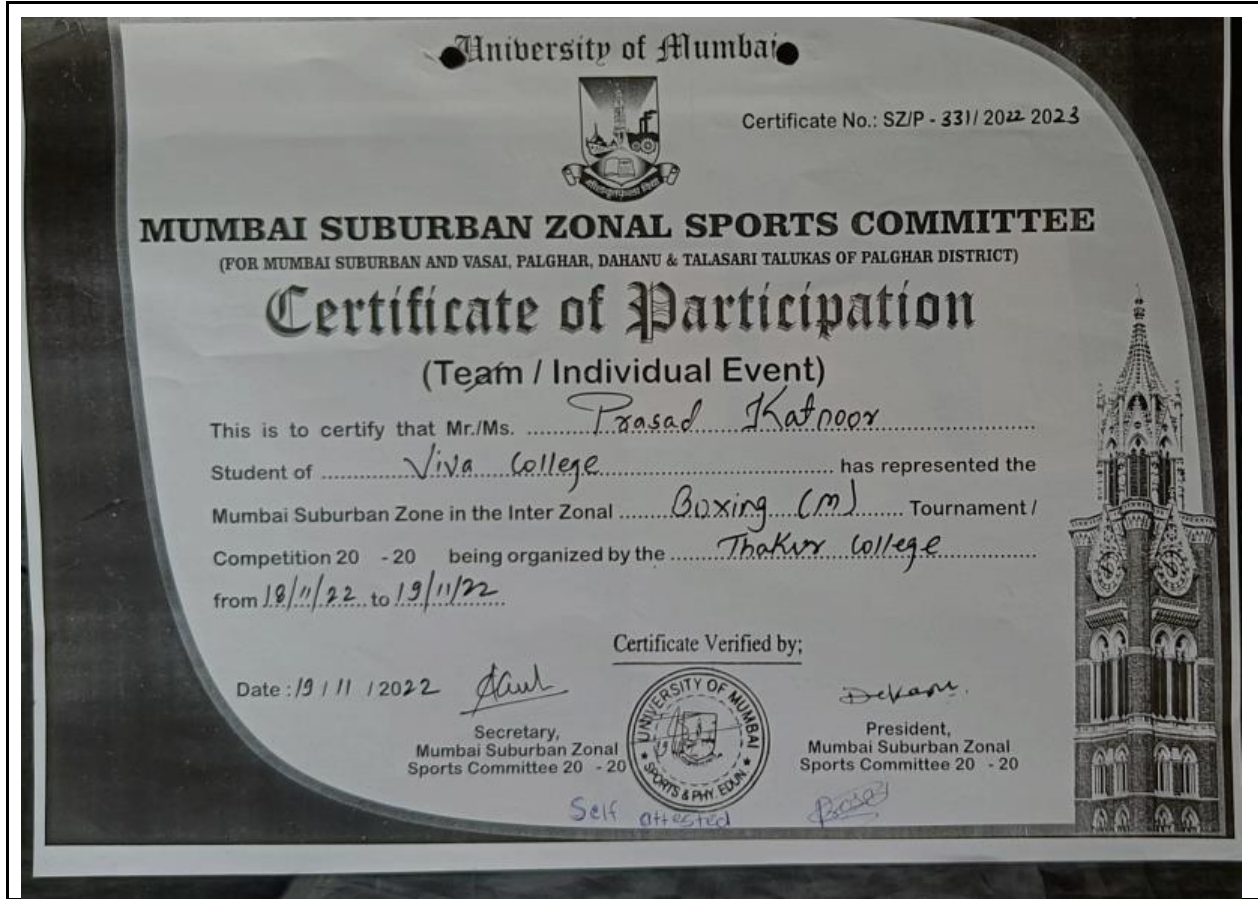 University of Mumbai
Certificate No.: SZ/P - 331/ 2022 2023
MUMBAI SUBURBAN ZONAL SPORTS COMMITTEE
(FOR MUMBAI SUBURBAN AND VASAI, PALGHAR, DAHANU & TALASARI TALUKAS OF PALGHAR DISTRICT)
Certificate of Participation
(Team / Individual Event)
This is to certify that Mr./Ms. Prasad Katnoor
Student of Viva College has represented the
Mumbai Suburban Zone in the Inter Zonal Boxing (M) Tournament /
Competition 20 - 20 being organized by the Thakur College
from 18/11/22 to 19/11/22
Certificate Verified by;
Date : 19 / 11 / 2022
Secretary,
Mumbai Suburban Zonal
Sports Committee 20 - 20
UNIVERSITY OF MUMBAI
SPORTS & PHY. EDUN.
President,
Mumbai Suburban Zonal
Sports Committee 20 - 20
Self attested